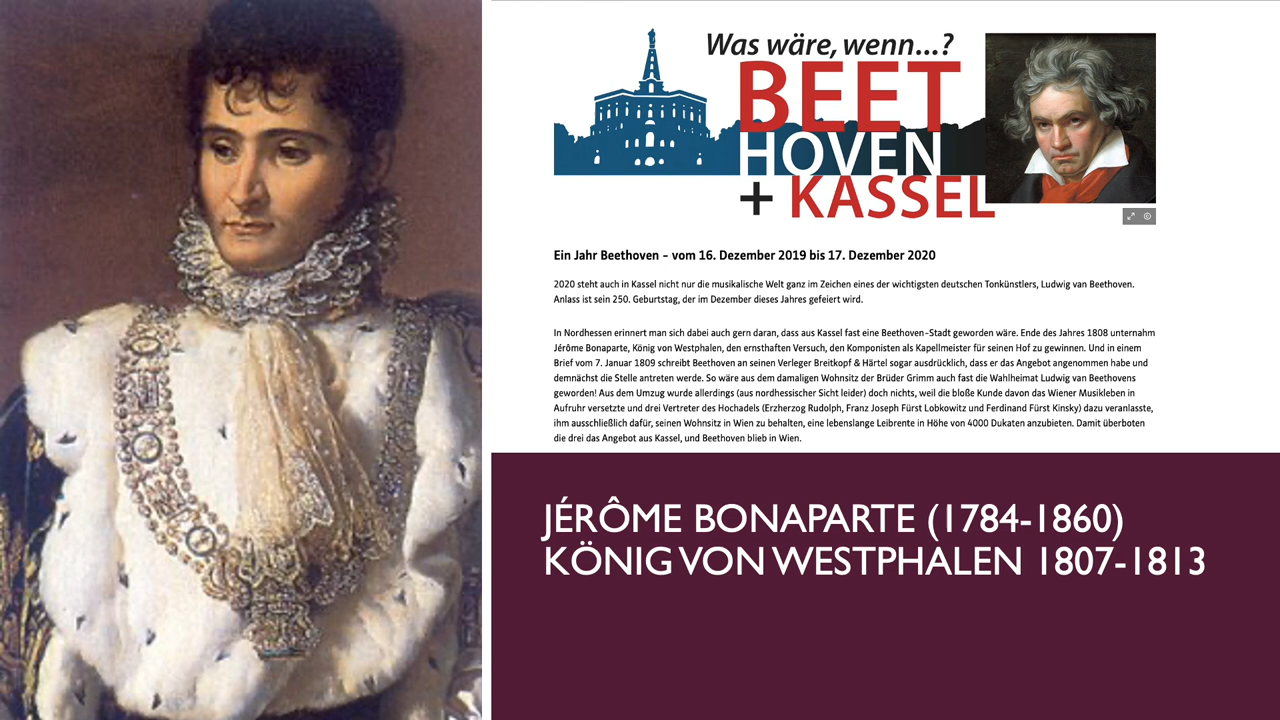 Was wäre, wenn...?
BEET
HOVEN
+ KASSEL
Ein Jahr Beethoven – vom 16. Dezember 2019 bis 17. Dezember 2020
2020 steht auch in Kassel nicht nur die musikalische Welt ganz im Zeichen eines der wichtigsten deutschen Tonkünstlers, Ludwig van Beethoven.
Anlass ist sein 250. Geburtstag, der im Dezember dieses Jahres gefeiert wird.
In Nordhessen erinnert man sich dabei auch gern daran, dass aus Kassel fast eine Beethoven-Stadt geworden wäre. Ende des Jahres 1808 unternahm
Jérôme Bonaparte, König von Westphalen, den ernsthaften Versuch, den Komponisten als Kapellmeister für seinen Hof zu gewinnen. Und in einem
Brief vom 7. Januar 1809 schreibt Beethoven an seinen Verleger Breitkopf & Härtel sogar ausdrücklich, dass er das Angebot angenommen habe und
demnächst die Stelle antreten werde. So wäre aus dem damaligen Wohnsitz der Brüder Grimm auch fast die Wahlheimat Ludwig van Beethovens
geworden! Aus dem Umzug wurde allerdings (aus nordhessischer Sicht leider) doch nichts, weil die bloße Kunde davon das Wiener Musikleben in
Aufruhr versetzte und drei Vertreter des Hochadels (Erzherzog Rudolph, Franz Joseph Fürst Lobkowitz und Ferdinand Fürst Kinsky) dazu veranlasste,
ihm ausschließlich dafür, seinen Wohnsitz in Wien zu behalten, eine lebenslange Leibrente in Höhe von 4000 Dukaten anzubieten. Damit überboten
die drei das Angebot aus Kassel, und Beethoven blieb in Wien.
JÉRÔME BONAPARTE (1784-1860)
KÖNIG VON WESTPHALEN 1807-1813